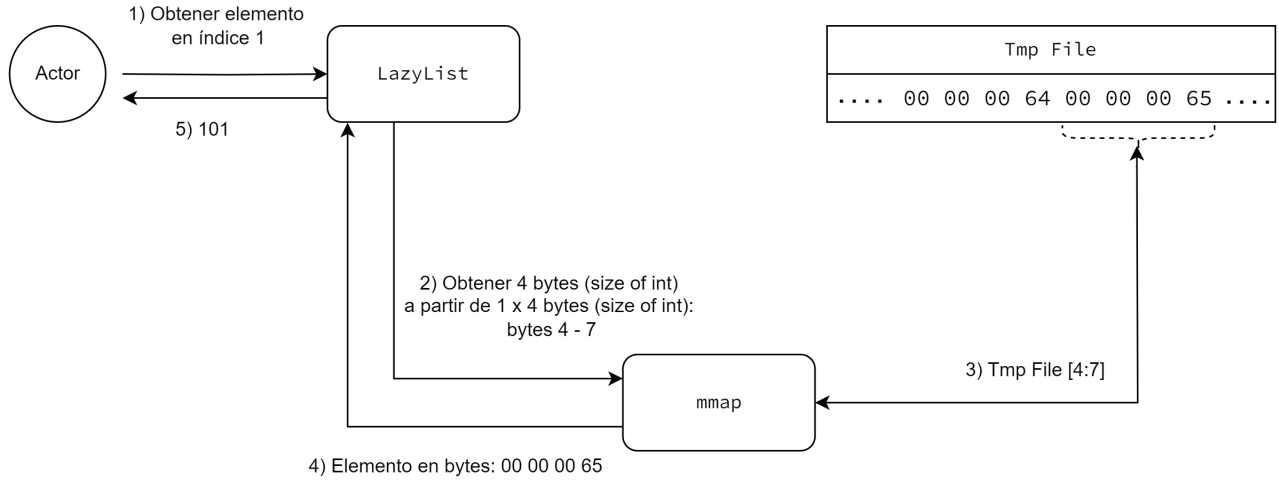 1) Obtener elemento
en índice 1
Actor
LazyList
5) 101
Tmp File
.... 00 00 00 64 00 00 00 65 ....
2) Obtener 4 bytes (size of int)
a partir de 1 x 4 bytes (size of int):
bytes 4 - 7
3) Tmp File [4:7]
mmap
4) Elemento en bytes: 00 00 00 65